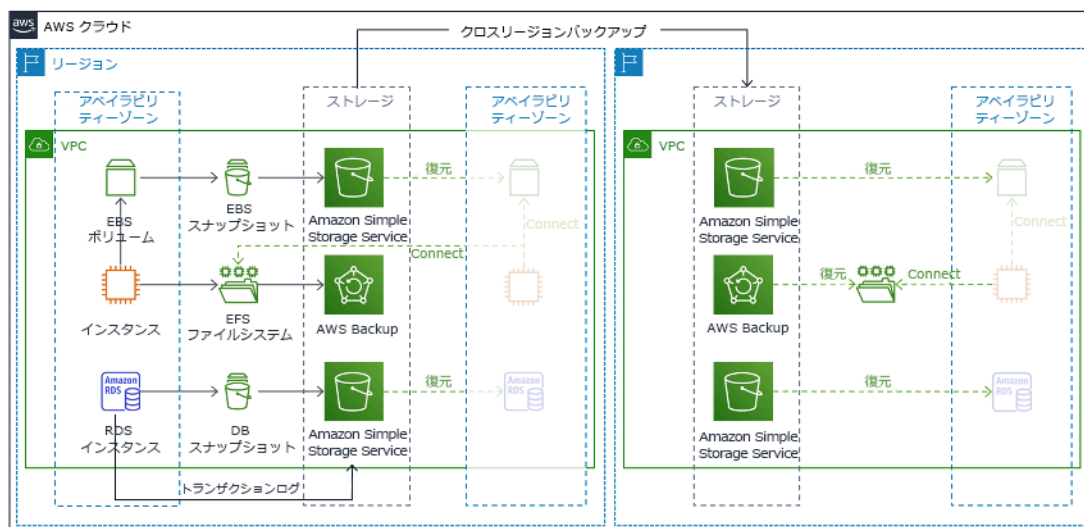 aws
AWS クラウド
クロスリージョンバックアップ
リージョン
アベイラビリ
ティーゾーン
ストレージ
アベイラビリ
ティーゾーン
ストレージ
アベイラビリ
ティーゾーン
VPC
VPC
EBS
ボリューム
EBS
スナップショット
Amazon Simple
Storage Service
復元
Connect
Connect
インスタンス
EFS
ファイルシステム
AWS Backup
Amazon
RDS
RDS
インスタンス
DB
スナップショット
Amazon Simple
Storage Service
復元
Amazon
RDS
トランザクションログ
Amazon Simple
Storage Service
復元
Connect
AWS Backup
復元
Connect
Amazon Simple
Storage Service
復元
Amazon
RDS